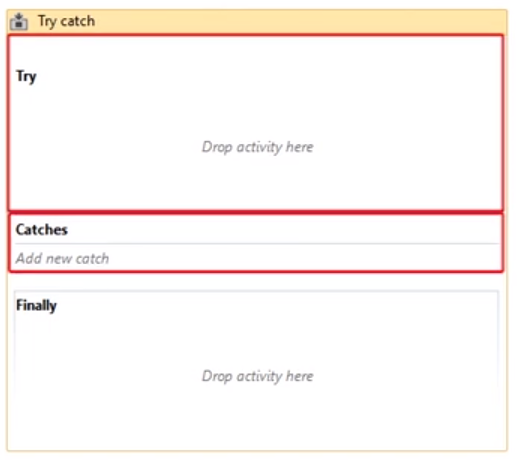 Try catch
Try
Drop activity here
Catches
Add new catch
Finally
Drop activity here